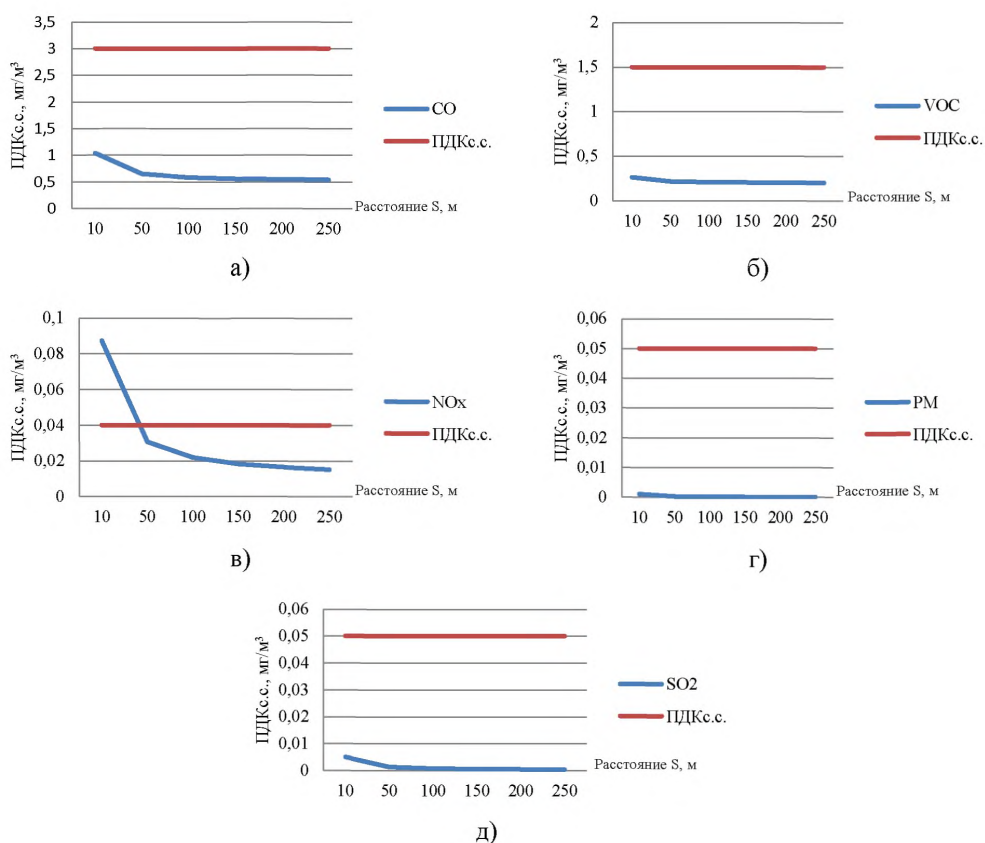 ПДКс.с., мг/м³
3,5
3
2,5
2
1,5
1
0,5
0
10 50 100 150 200 250
Расстояние S, м
CO
ПДКс.с.
а)
ПДКс.с., мг/м³
2
1,5
1
0,5
0
10 50 100 150 200 250
Расстояние S, м
VOC
ПДКс.с.
б)
ПДКс.с., мг/м³
0,1
0,08
0,06
0,04
0,02
0
10 50 100 150 200 250
Расстояние S, м
NOx
ПДКс.с.
в)
ПДКс.с., мг/м³
0,06
0,05
0,04
0,03
0,02
0,01
0
10 50 100 150 200 250
Расстояние S, м
PM
ПДКс.с.
г)
ПДКс.с., мг/м³
0,06
0,05
0,04
0,03
0,02
0,01
0
10 50 100 150 200 250
Расстояние S, м
SO2
ПДКс.с.
д)